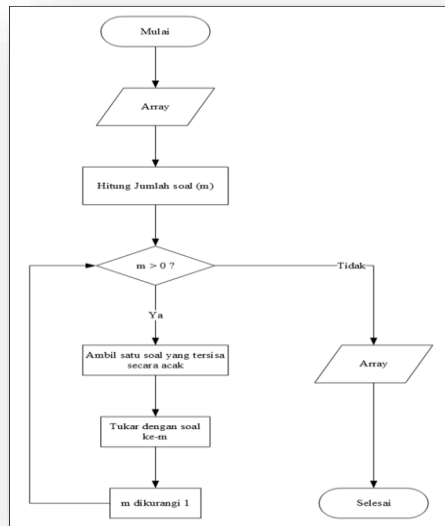 Mulai
Array
Hitung Jumlah soal (m)
m > 0 ?
Tidak
Ya
Ambil satu soal yang tersisa
secara acak
Array
Tukar dengan soal
ke-m
m dikurangi 1
Selesai